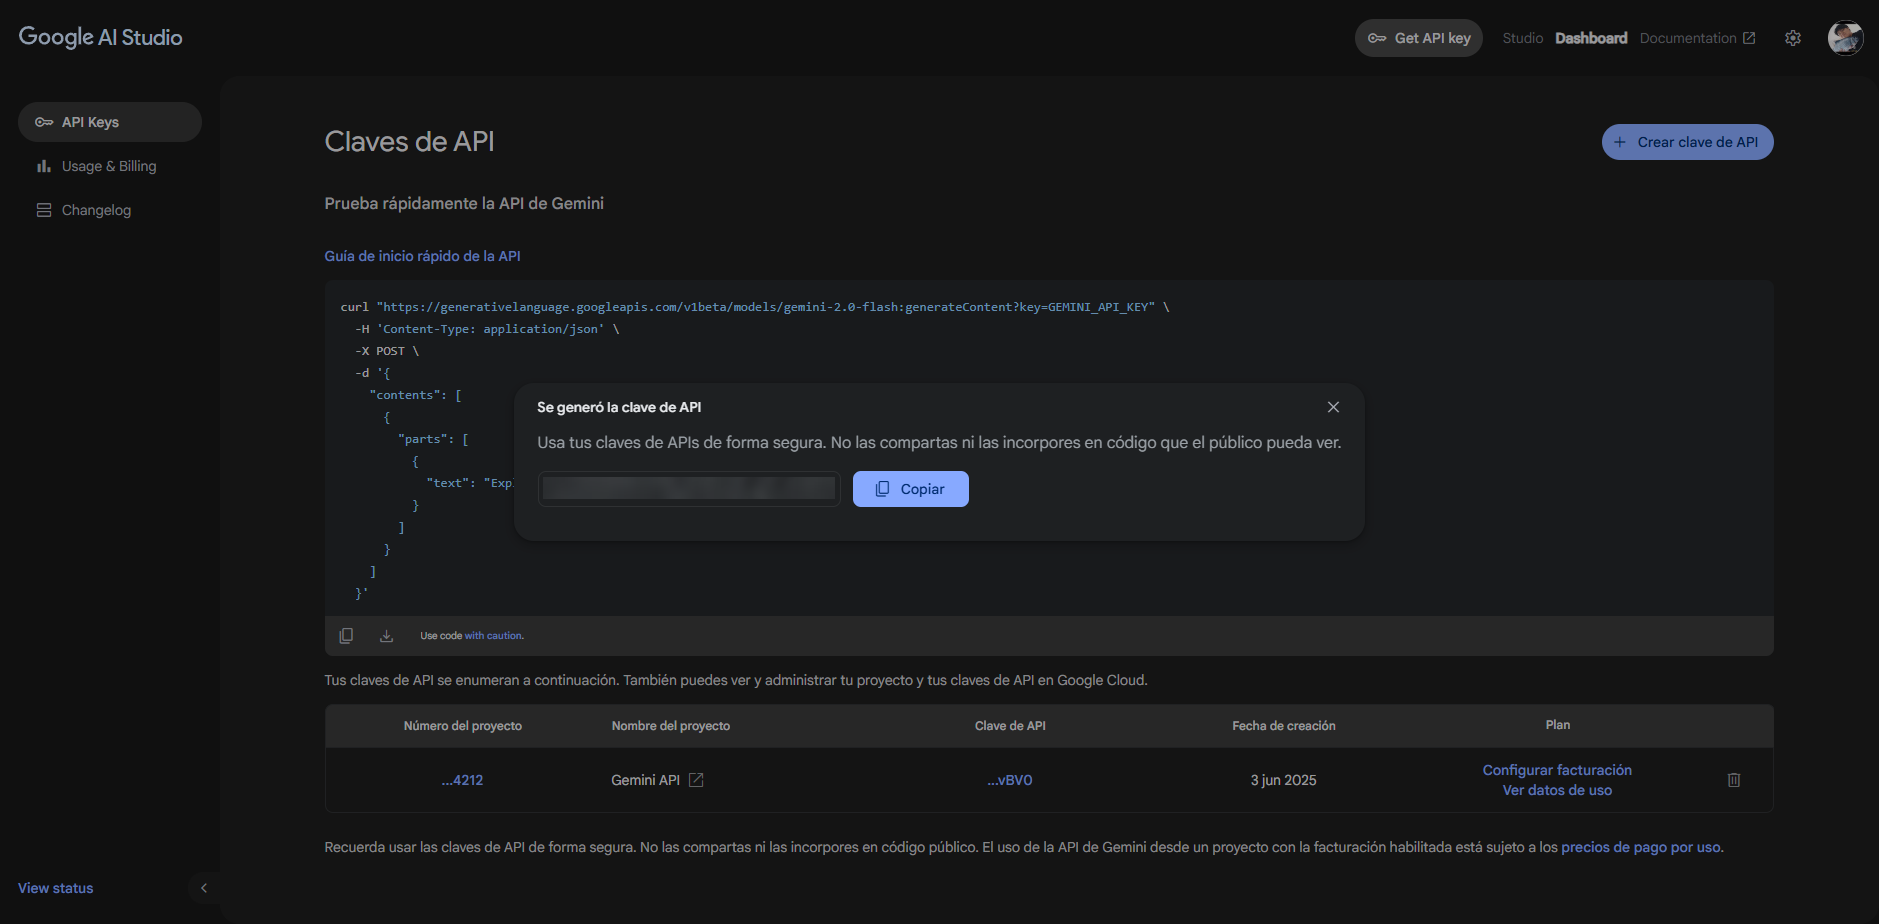 Google AI Studio
Get API key
Studio
Dashboard
Documentation
API Keys
Usage & Billing
Changelog
Claves de API
Crear clave de API
Prueba rápidamente la API de Gemini
Guía de inicio rápido de la API
curl "https://generativelanguage.googleapis.com/v1beta/models/gemini-2.0-flash:generateContent?key=GEMINI_API_KEY" \
-H 'Content-Type: application/json' \
-X POST \
-d '{
"contents": [
{
"parts": [
{
"text": "Exp
}
]
}
]
}'
Se generó la clave de API
Usa tus claves de APIs de forma segura. No las compartas ni las incorpores en código que el público pueda ver.
Copiar
Use code with caution.
Tus claves de API se enumeran a continuación. También puedes ver y administrar tu proyecto y tus claves de API en Google Cloud.
Número del proyecto
Nombre del proyecto
Clave de API
Fecha de creación
Plan
...4212
Gemini API
...vBV0
3 jun 2025
Configurar facturación
Ver datos de uso
Recuerda usar las claves de API de forma segura. No las compartas ni las incorpores en código público. El uso de la API de Gemini desde un proyecto con la facturación habilitada está sujeto a los precios de pago por uso.
View status